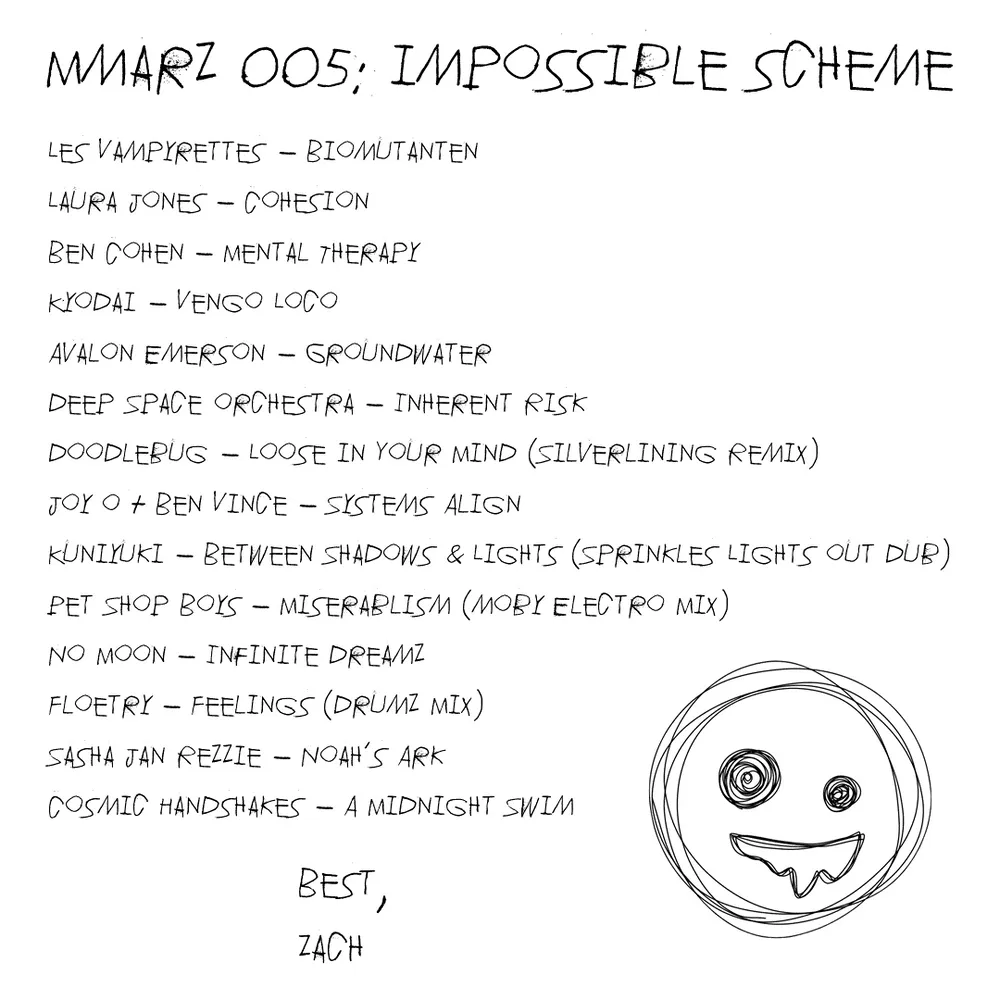 MMARZ 005; IMPOSSIBLE SCHEME
LES VAMPYRETTES – BIOMUTANTEN
LAURA JONES – COHESION
BEN COHEN – MENTAL THERAPY
KYODAI – VENGO LOCO
AVALON EMERSON – GROUNDWATER
DEEP SPACE ORCHESTRA – INHERENT RISK
DOODLEBUG – LOOSE IN YOUR MIND (SILVERLINING REMIX)
JOY O + BEN VINCE – SYSTEMS ALIGN
KUNIYUKI – BETWEEN SHADOWS & LIGHTS (SPRINKLES LIGHTS OUT DUB)
PET SHOP BOYS – MISERABLISM (MOBY ELECTRO MIX)
NO MOON – INFINITE DREAMZ
FLOETRY – FEELINGS (DRUMZ MIX)
SASHA JAN REZZIE – NOAH'S ARK
COSMIC HANDSHAKES – A MIDNIGHT SWIM
BEST,
ZACH